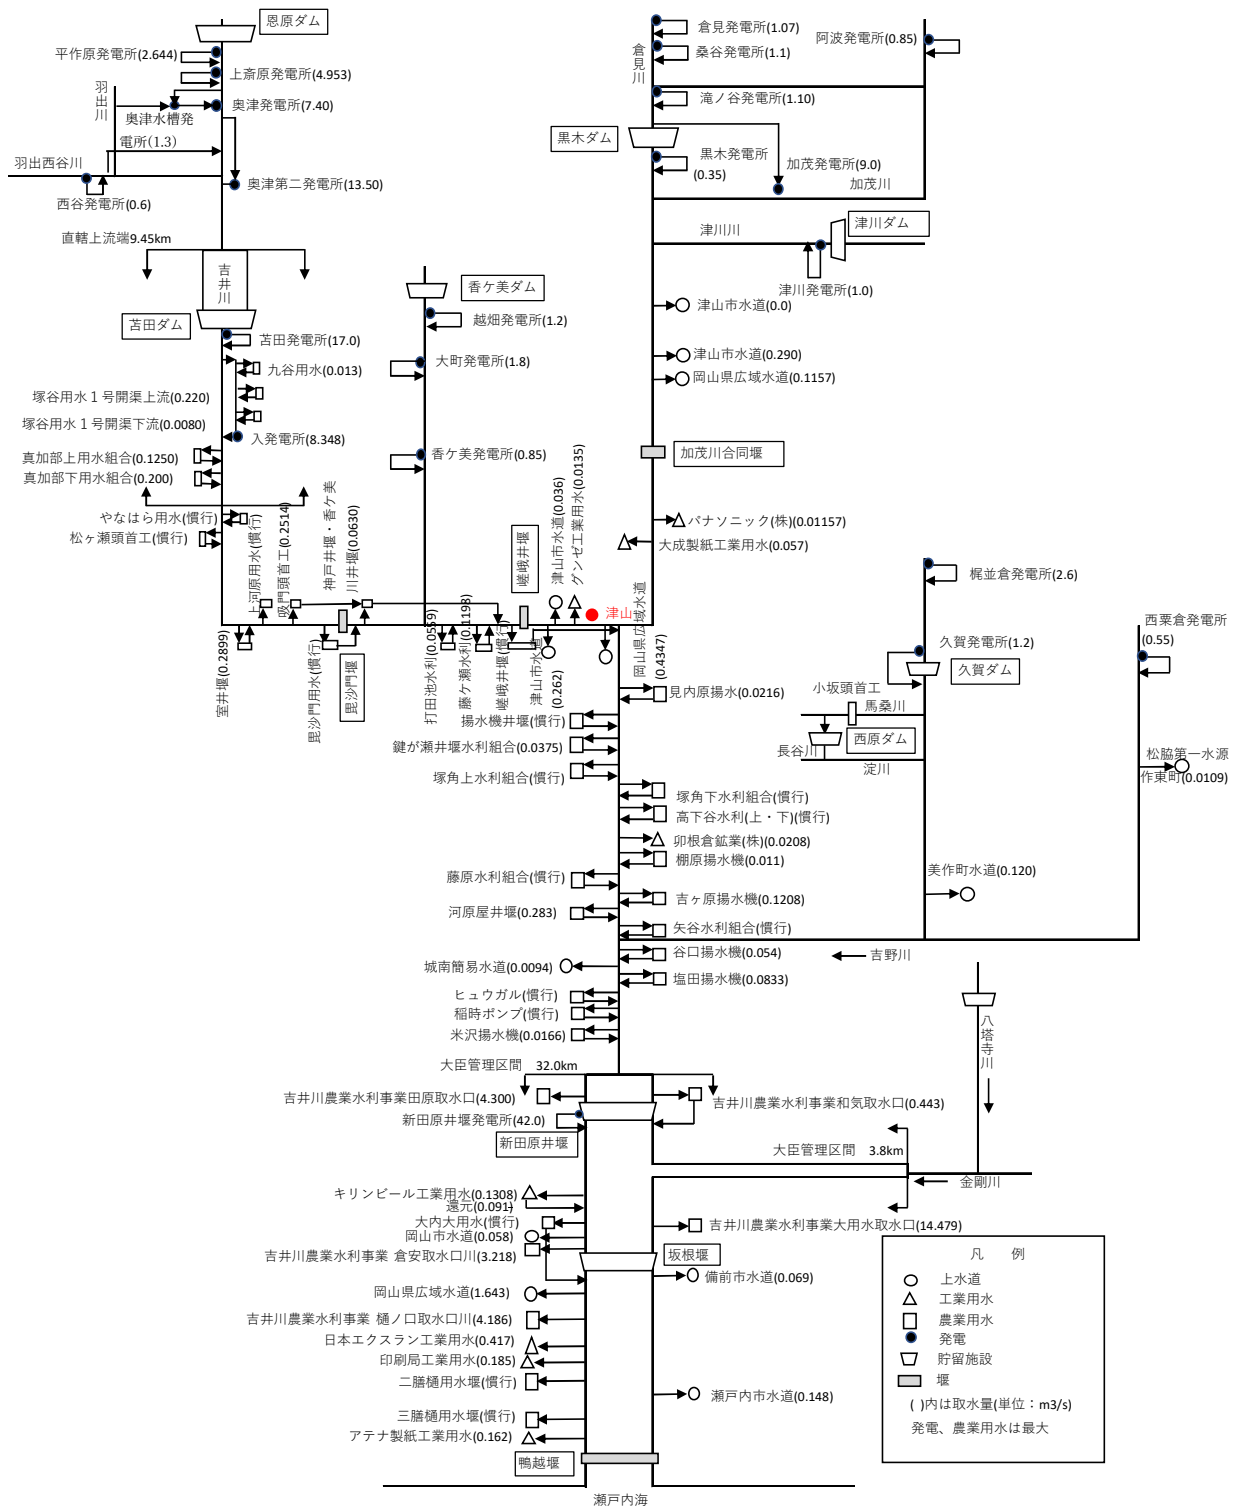 恩原ダム
平作原発電所(2.644)
上斎原発電所(4.953)
羽出川
奥津発電所(7.40)
奥津水槽発
電所(1.3)
羽出西谷川
奥津第二発電所(13.50)
西谷発電所(0.6)
直轄上流端9.45km
吉井川
苫田ダム
苫田発電所(17.0)
九谷用水(0.013)
塚谷用水1号開渠上流(0.220)
塚谷用水1号開渠下流(0.0080)
入発電所(8.348)
真加部上用水組合(0.1250)
真加部下用水組合(0.200)
やなはら用水(慣行)
松ヶ瀬頭首工(慣行)
香ケ美ダム
越畑発電所(1.2)
大町発電所(1.8)
香ケ美発電所(0.85)
倉見川
倉見発電所(1.07)
桑谷発電所(1.1)
阿波発電所(0.85)
滝ノ谷発電所(1.10)
黒木ダム
黒木発電所
(0.35)
加茂発電所(9.0)
加茂川
津川ダム
津川川
津川発電所(1.0)
津山市水道(0.0)
津山市水道(0.290)
岡山県広域水道(0.1157)
加茂川合同堰
パナソニック(株)(0.01157)
大成製紙工業用水(0.057)
上河原用水(慣行)
吸門頭首工(0.2514)
神戸井堰・香ケ美
川井堰(0.0630)
嵯峨井堰
津山市水道(0.036)
グンゼ工業用水(0.0135)
津山
岡山県広域水道
(0.4347)
室井堰(0.2899)
毘沙門用水(慣行)
毘沙門堰
打田池水利(0.0559)
藤ケ瀬水利(0.1198)
嵯峨井堰(慣行)
津山市水道
(0.262)
梶並倉発電所(2.6)
西粟倉発電所
(0.55)
久賀発電所(1.2)
久賀ダム
小坂頭首工
馬桑川
西原ダム
長谷川
淀川
松脇第一水源
作東町(0.0109)
美作町水道(0.120)
見内原揚水(0.0216)
揚水機井堰(慣行)
鍵が瀬井堰水利組合(0.0375)
塚角上水利組合(慣行)
塚角下水利組合(慣行)
高下谷水利(上・下)(慣行)
卯根倉鉱業(株)(0.0208)
棚原揚水機(0.011)
藤原水利組合(慣行)
吉ヶ原揚水機(0.1208)
河原屋井堰(0.283)
矢谷水利組合(慣行)
谷口揚水機(0.054)
吉野川
城南簡易水道(0.0094)
塩田揚水機(0.0833)
ヒュウガル(慣行)
稲時ポンプ(慣行)
米沢揚水機(0.0166)
八塔寺川
大臣管理区間 32.0km
吉井川農業水利事業田原取水口(4.300)
吉井川農業水利事業和気取水口(0.443)
新田原井堰発電所(42.0)
新田原井堰
大臣管理区間 3.8km
金剛川
キリンビール工業用水(0.1308)
還元(0.091)
大内大用水(慣行)
吉井川農業水利事業大用水取水口(14.479)
岡山市水道(0.058)
吉井川農業水利事業 倉安取水口川(3.218)
坂根堰
備前市水道(0.069)
岡山県広域水道(1.643)
吉井川農業水利事業 樋ノ口取水口川(4.186)
日本エクスラン工業用水(0.417)
印刷局工業用水(0.185)
二膳樋用水堰(慣行)
瀬戸内市水道(0.148)
三膳樋用水堰(慣行)
アテナ製紙工業用水(0.162)
鴨越堰
瀬戸内海
凡 例
上水道
工業用水
農業用水
発電
貯留施設
堰
( )内は取水量(単位:m3/s)
発電、農業用水は最大